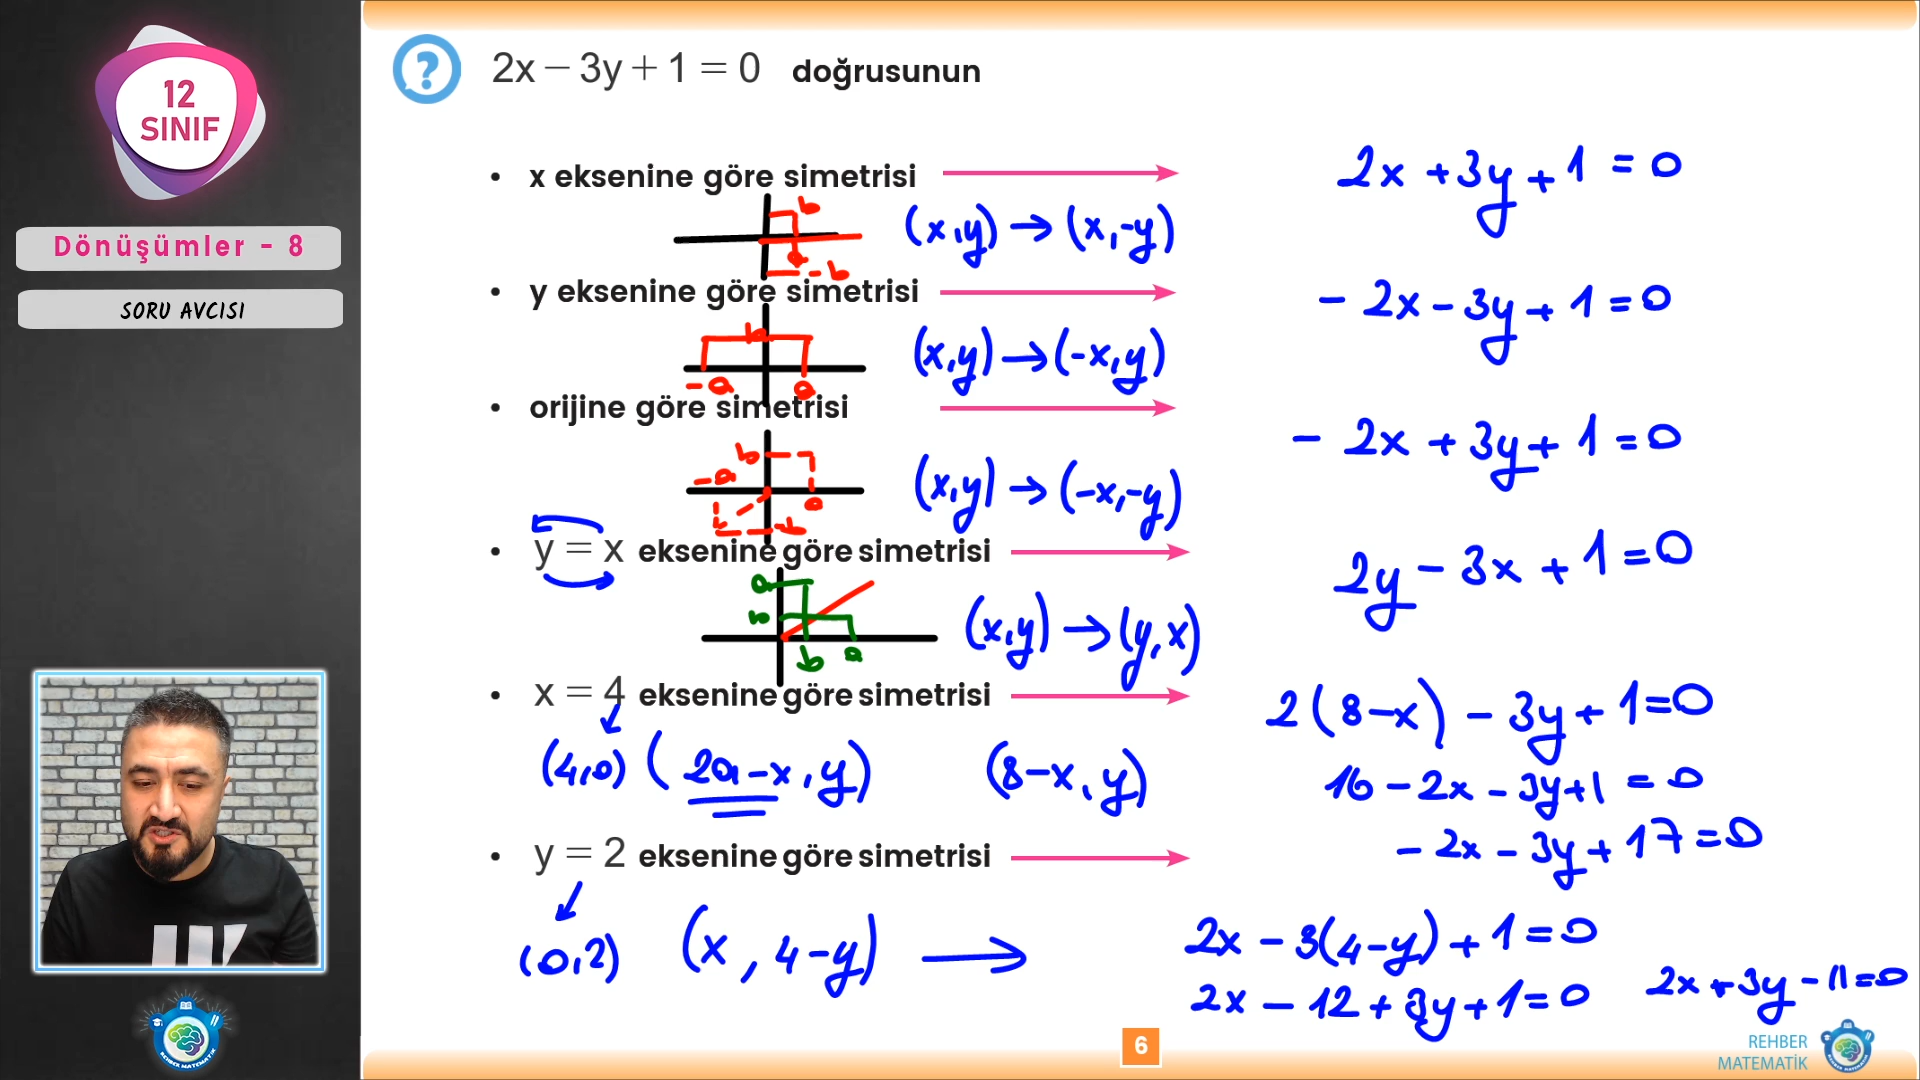 12
SINIF
Dönüşümler - 8
SORU AVCISI
?
2x − 3y + 1 = 0 doğrusunun
• x eksenine göre simetrisi
2x + 3y + 1 = 0
b
a
-b
(x,y) → (x,-y)
• y eksenine göre simetrisi
- 2x - 3y + 1 = 0
b
-a
a
(x,y) → (-x,y)
• orijine göre simetrisi
- 2x + 3y + 1 = 0
b
-a
a
-b
(x,y) → (-x,-y)
• y = x eksenine göre simetrisi
2y - 3x + 1 = 0
a
b
b
a
(x,y) → (y,x)
• x = 4 eksenine göre simetrisi
2(8-x) - 3y + 1 = 0
(4,0) (2a-x, y) (8-x, y)
16 - 2x - 3y + 1 = 0
- 2x - 3y + 17 = 0
• y = 2 eksenine göre simetrisi
(0,2) (x, 4-y) →
2x - 3(4-y) + 1 = 0
2x - 12 + 3y + 1 = 0
2x + 3y - 11 = 0
6
REHBER
MATEMATİK
REHBER MATEMATİK